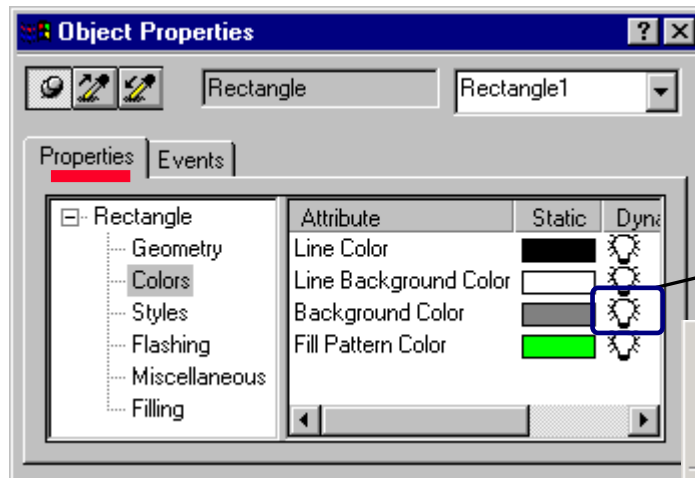 Object Properties
Rectangle
Rectangle1
Properties
Events
Rectangle
Geometry
Colors
Styles
Flashing
Miscellaneous
Filling
Attribute Static Dyna
Line Color
Line Background Color
Background Color
Fill Pattern Color